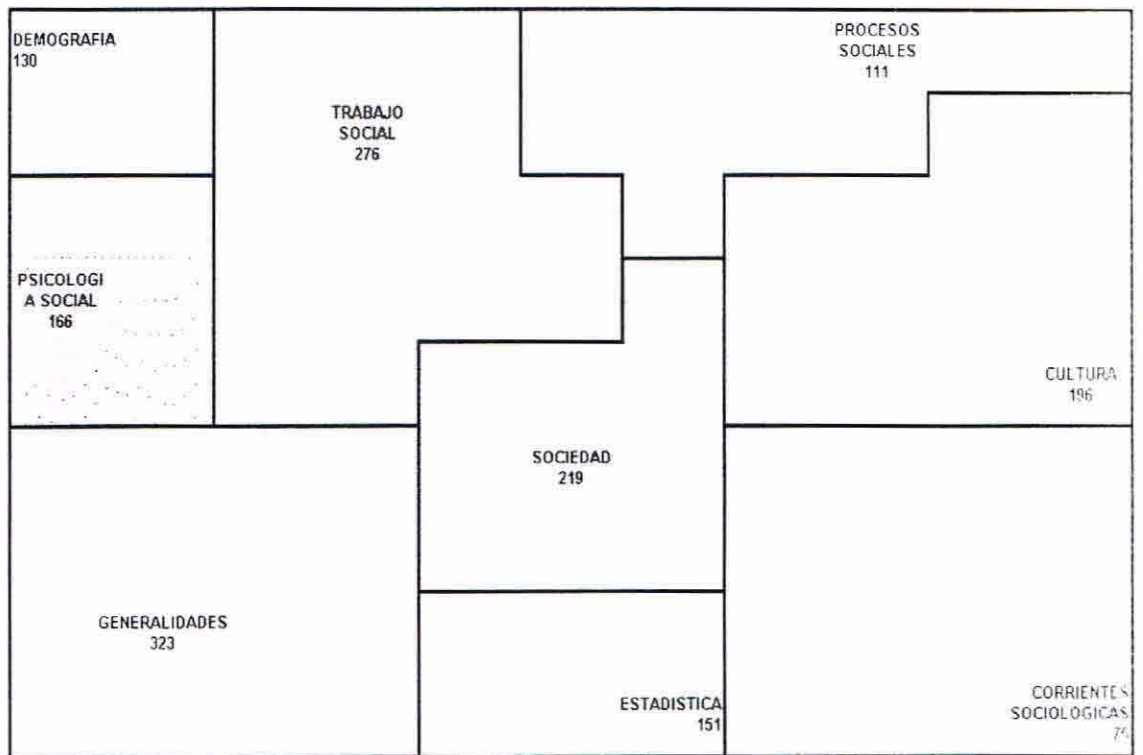 DEMOGRAFIA
130
TRABAJO
SOCIAL
276
PROCESOS
SOCIALES
111
PSICOLOGI
A SOCIAL
166
CULTURA
196
SOCIEDAD
219
GENERALIDADES
323
ESTADISTICA
151
CORRIENTES
SOCIOLOGICAS